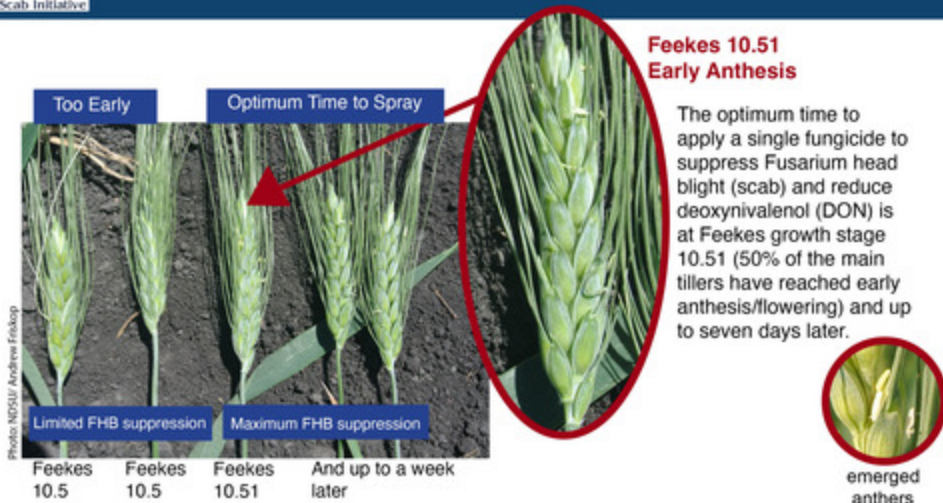 Scab Initiative
Too Early
Optimum Time to Spray
Feekes 10.51
Early Anthesis
The optimum time to
apply a single fungicide to
suppress Fusarium head
blight (scab) and reduce
deoxynivalenol (DON) is
at Feekes growth stage
10.51 (50% of the main
tillers have reached early
anthesis/flowering) and up
to seven days later.
Photo: NDSU/ Andrew Friskop
Limited FHB suppression
Maximum FHB suppression
Feekes
10.5
Feekes
10.5
Feekes
10.51
And up to a week
later
emerged
anthers